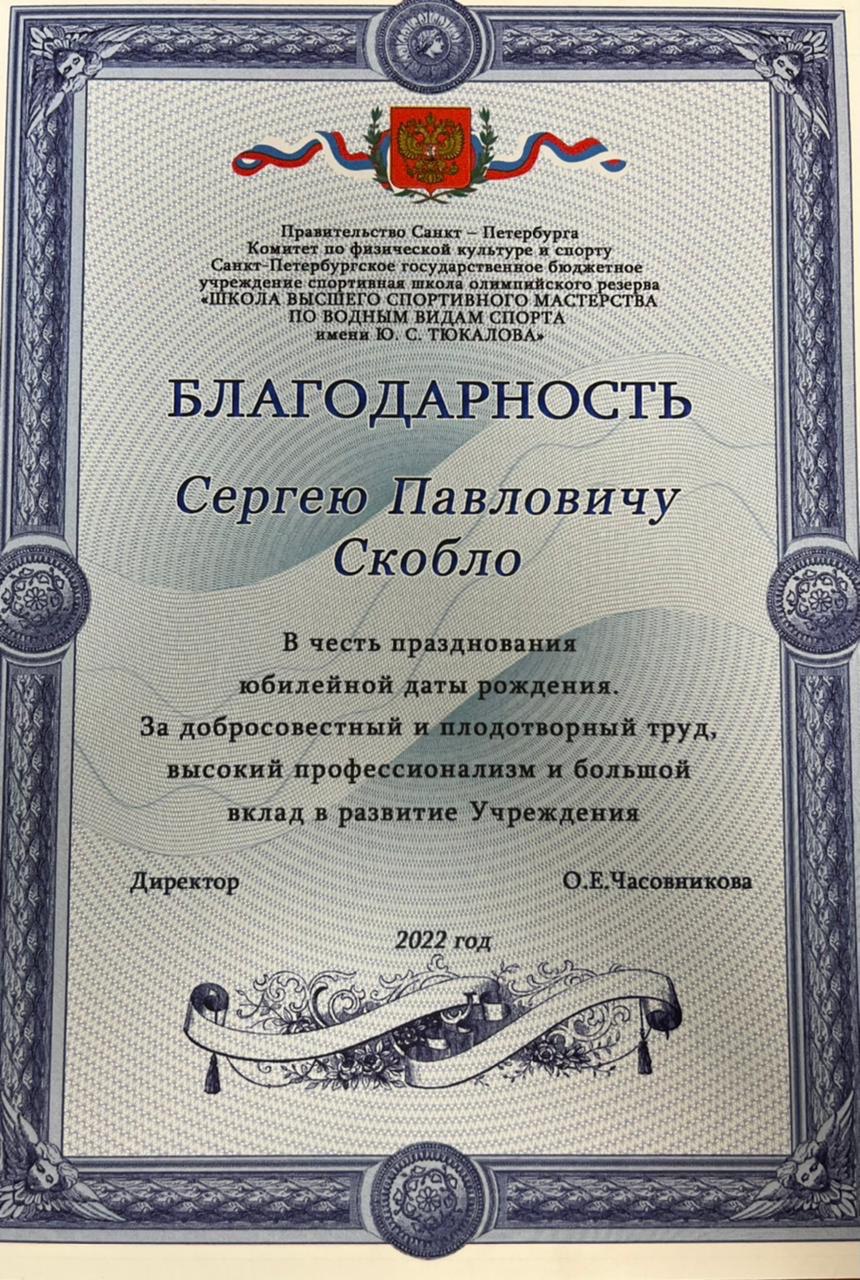 Правительство Санкт – Петербурга
Комитет по физической культуре и спорту
Санкт-Петербургское государственное бюджетное
учреждение спортивная школа олимпийского резерва
«ШКОЛА ВЫСШЕГО СПОРТИВНОГО МАСТЕРСТВА
ПО ВОДНЫМ ВИДАМ СПОРТА
имени Ю. С. ТЮКАЛОВА»
БЛАГОДАРНОСТЬ
Сергею Павловичу
Скобло
В честь празднования
юбилейной даты рождения.
За добросовестный и плодотворный труд,
высокий профессионализм и большой
вклад в развитие Учреждения
Директор О.Е.Часовникова
2022 год